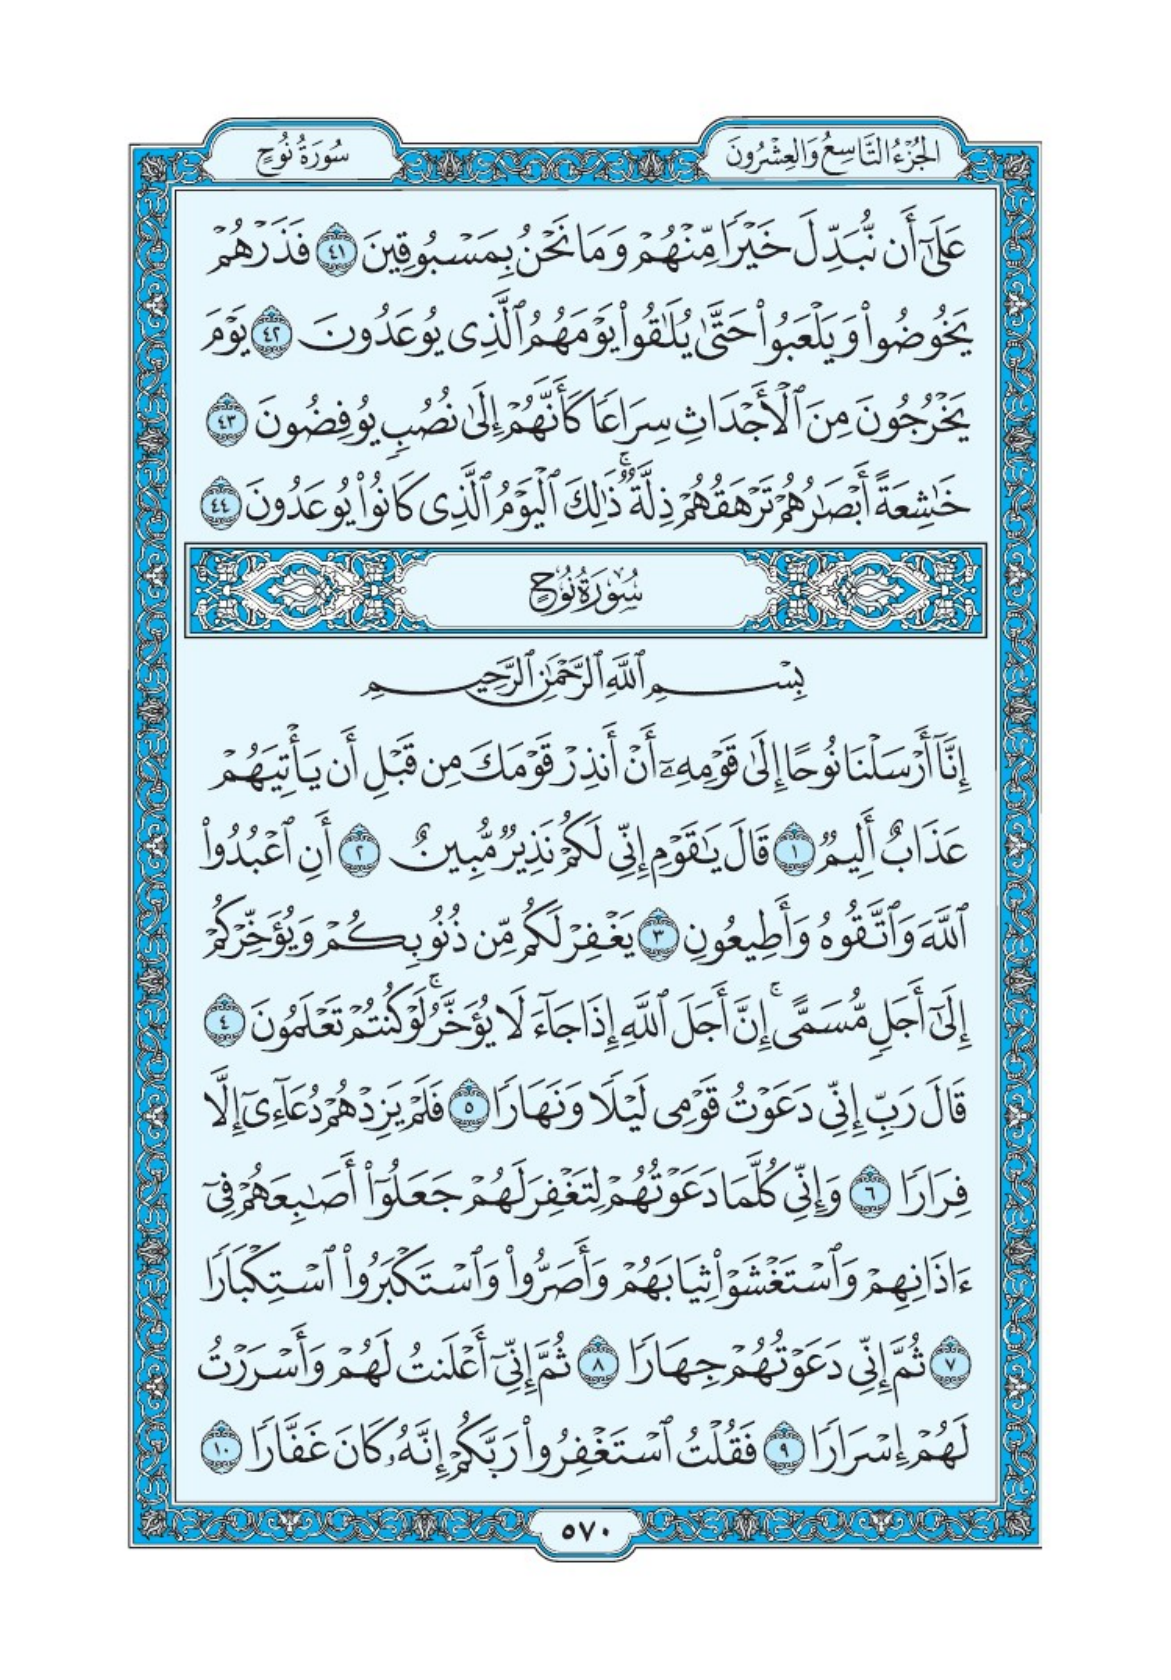 الجُزْءُ التَّاسِعُ وَالعِشْرُونَ
سُورَةُ نُوحٍ
عَلَىٰٓ أَن نُّبَدِّلَ خَيْرًا مِّنْهُمْ وَمَا نَحْنُ بِمَسْبُوقِينَ ٤١ فَذَرْهُمْ
يَخُوضُوا۟ وَيَلْعَبُوا۟ حَتَّىٰ يُلَٰقُوا۟ يَوْمَهُمُ ٱلَّذِى يُوعَدُونَ ٤٢ يَوْمَ
يَخْرُجُونَ مِنَ ٱلْأَجْدَاثِ سِرَاعًا كَأَنَّهُمْ إِلَىٰ نُصُبٍ يُوفِضُونَ ٤٣
خَٰشِعَةً أَبْصَٰرُهُمْ تَرْهَقُهُمْ ذِلَّةٌ ۚ ذَٰلِكَ ٱلْيَوْمُ ٱلَّذِى كَانُوا۟ يُوعَدُونَ ٤٤
سُورَةُ نُوحٍ
بِسْمِ ٱللَّهِ ٱلرَّحْمَٰنِ ٱلرَّحِيمِ
إِنَّآ أَرْسَلْنَا نُوحًا إِلَىٰ قَوْمِهِۦٓ أَنْ أَنذِرْ قَوْمَكَ مِن قَبْلِ أَن يَأْتِيَهُمْ
عَذَابٌ أَلِيمٌ ١ قَالَ يَٰقَوْمِ إِنِّى لَكُمْ نَذِيرٌ مُّبِينٌ ٢ أَنِ ٱعْبُدُوا۟
ٱللَّهَ وَٱتَّقُوهُ وَأَطِيعُونِ ٣ يَغْفِرْ لَكُم مِّن ذُنُوبِكُمْ وَيُؤَخِّرْكُمْ
إِلَىٰٓ أَجَلٍ مُّسَمًّى ۚ إِنَّ أَجَلَ ٱللَّهِ إِذَا جَآءَ لَا يُؤَخَّرُ ۖ لَوْ كُنتُمْ تَعْلَمُونَ ٤
قَالَ رَبِّ إِنِّى دَعَوْتُ قَوْمِى لَيْلًا وَنَهَارًا ٥ فَلَمْ يَزِدْهُمْ دُعَآءِىٓ إِلَّا
فِرَارًا ٦ وَإِنِّى كُلَّمَا دَعَوْتُهُمْ لِتَغْفِرَ لَهُمْ جَعَلُوٓا۟ أَصَٰبِعَهُمْ فِىٓ
ءَاذَانِهِمْ وَٱسْتَغْشَوْا۟ ثِيَابَهُمْ وَأَصَرُّوا۟ وَٱسْتَكْبَرُوا۟ ٱسْتِكْبَارًا
٧ ثُمَّ إِنِّى دَعَوْتُهُمْ جِهَارًا ٨ ثُمَّ إِنِّىٓ أَعْلَنتُ لَهُمْ وَأَسْرَرْتُ
لَهُمْ إِسْرَارًا ٩ فَقُلْتُ ٱسْتَغْفِرُوا۟ رَبَّكُمْ إِنَّهُۥ كَانَ غَفَّارًا ١٠
٥٧٠